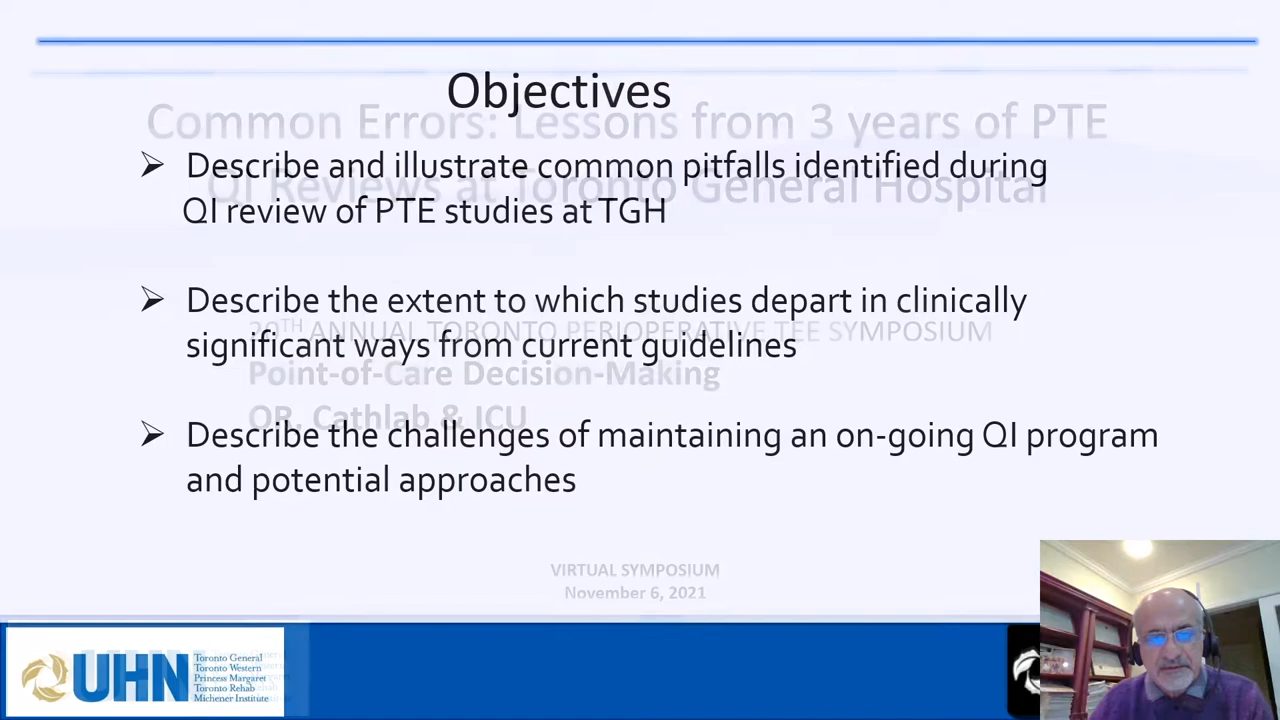 Objectives
Common Errors: Lessons from 3 years of PTE
QI Reviews at Toronto General Hospital
➢ Describe and illustrate common pitfalls identified during
QI review of PTE studies at TGH
➢ Describe the extent to which studies depart in clinically
significant ways from current guidelines
TH ANNUAL TORONTO PERIOPERATIVE TEE SYMPOSIUM
Point-of-Care Decision-Making
OR, Cathlab & ICU
➢ Describe the challenges of maintaining an on-going QI program
and potential approaches
VIRTUAL SYMPOSIUM
November 6, 2021
UHN
Toronto General
Toronto Western
Princess Margaret
Toronto Rehab
Michener Institute